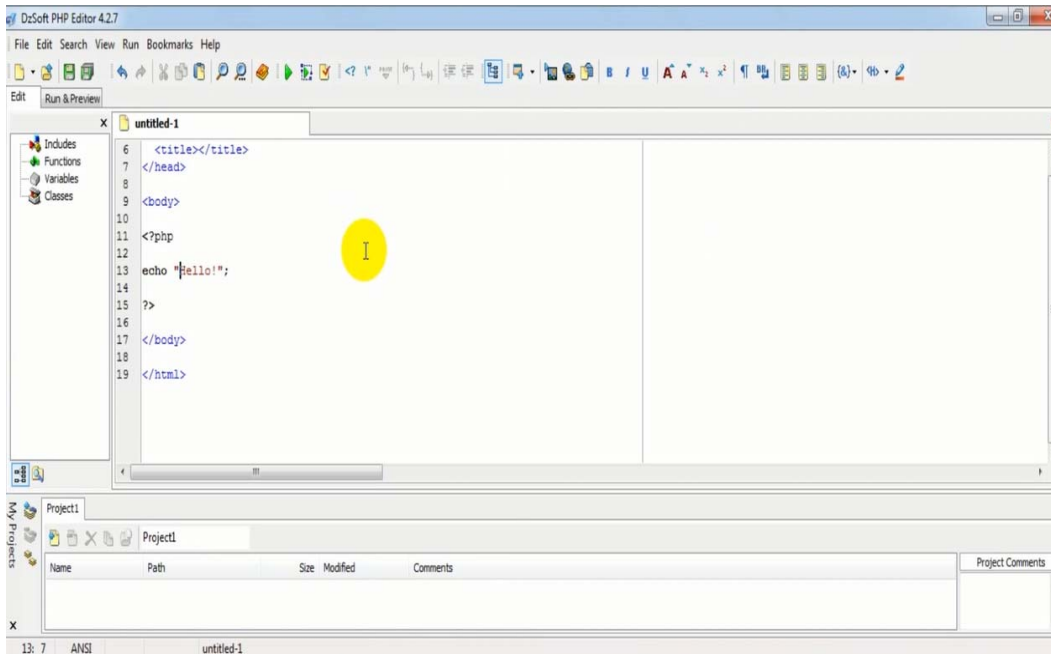 DzSoft PHP Editor 4.2.7
File Edit Search View Run Bookmarks Help
Edit Run & Preview
untitled-1
Includes
Functions
Variables
Classes
6 <title></title>
7 </head>
8
9 <body>
10
11 <?php
12
13 echo "Hello!";
14
15 ?>
16
17 </body>
18
19 </html>
My Projects
Project1
Project1
Name Path Size Modified Comments
Project Comments
13: 7 ANSI untitled-1